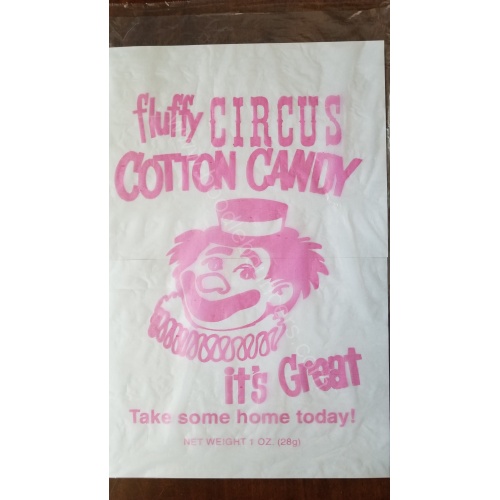 fluffy CIRCUS
COTTON CANDY
it's Great
Take some home today!
NET WEIGHT 1 OZ. (28g)